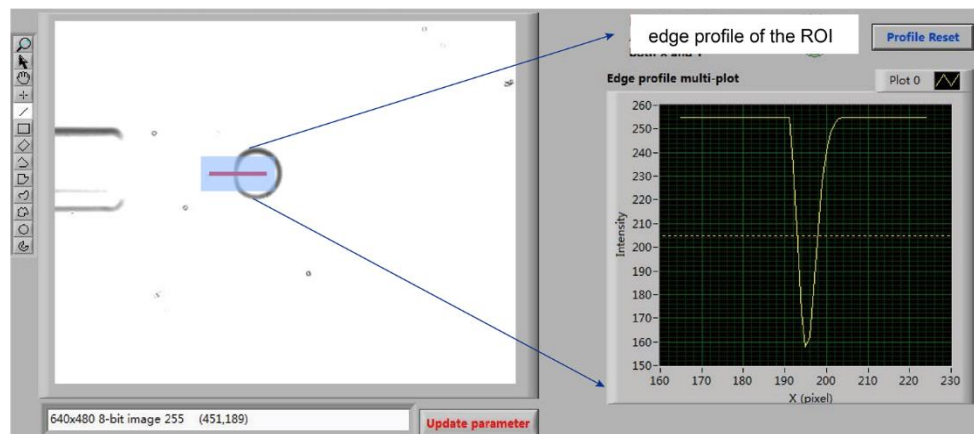 edge profile of the ROI
Profile Reset
Edge profile multi-plot
Plot 0
Intensity
260
250
240
230
220
210
200
190
180
170
160
150
160 170 180 190 200 210 220 230
X (pixel)
640x480 8-bit image 255 (451,189)
Update parameter